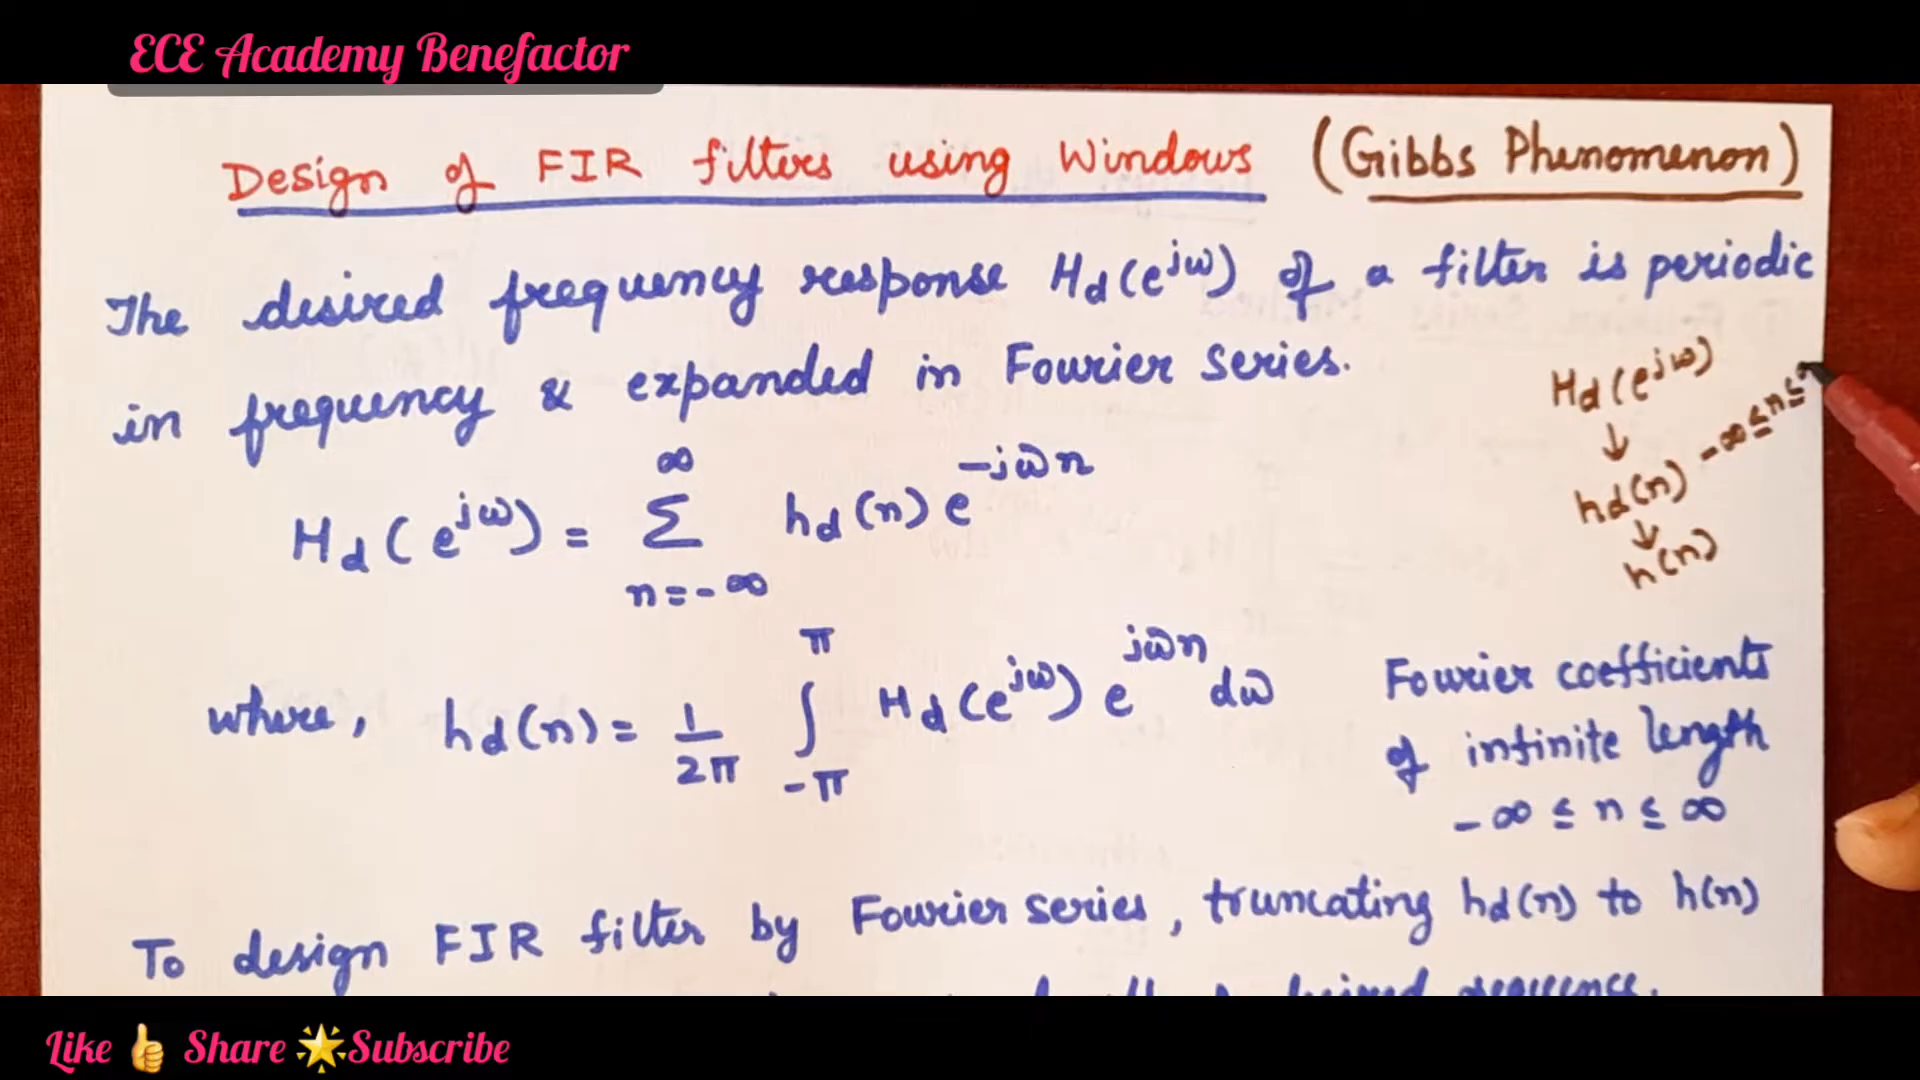 ECE Academy Benefactor
Design of FIR filters using Windows (Gibbs Phenomenon)
The desired frequency response Hd(e^jω) of a filter is periodic
in frequency & expanded in Fourier series.
Hd(e^jω) = ∑_{n=-∞}^{∞} hd(n) e^-jωn
Hd(e^jω)
↓
hd(n) -∞ ≤ n ≤
↓
h(n)
where, hd(n) = 1/2π ∫_{-π}^{π} Hd(e^jω) e^jωn dω
Fourier coefficients
of infinite length
-∞ ≤ n ≤ ∞
To design FIR filter by Fourier series, truncating hd(n) to h(n)
desired sequence.
Like 👍 Share 🌟Subscribe